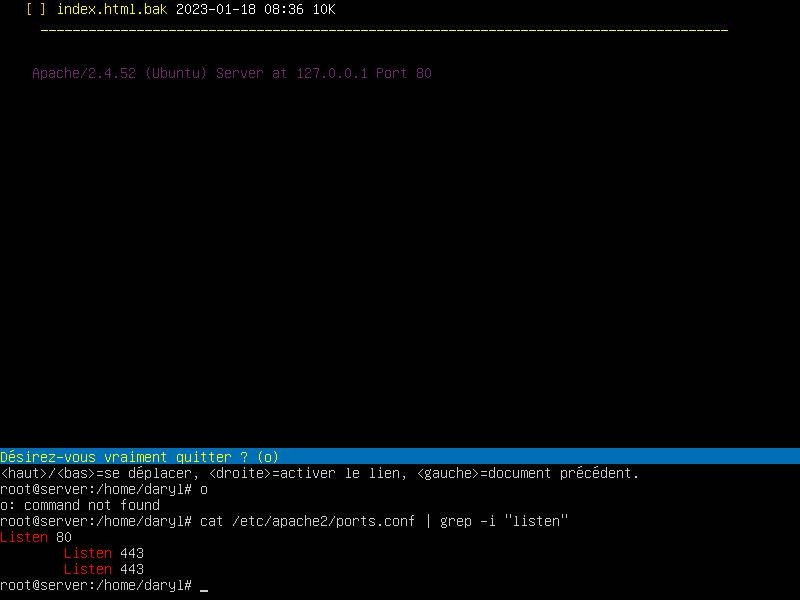 [ ] index.html.bak 2023-01-18 08:36 10K
Apache/2.4.52 (Ubuntu) Server at 127.0.0.1 Port 80
Désirez-vous vraiment quitter ? (o)
<haut>/<bas>=se déplacer, <droite>=activer le lien, <gauche>=document précédent.
root@server:/home/daryl# o
o: command not found
root@server:/home/daryl# cat /etc/apache2/ports.conf | grep -i "listen"
Listen 80
Listen 443
Listen 443
root@server:/home/daryl# _